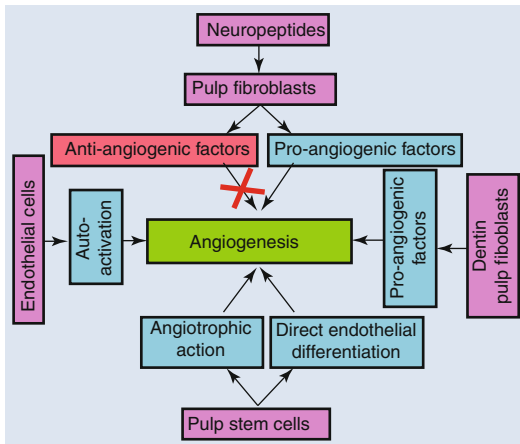 Neuropeptides
Pulp fibroblasts
Anti-angiogenic factors
Pro-angiogenic factors
Endothelial cells
Auto-
activation
Angiogenesis
Pro-angiogenic
factors
Dentin
pulp fiboblasts
Angiotrophic
action
Direct endothelial
differentiation
Pulp stem cells